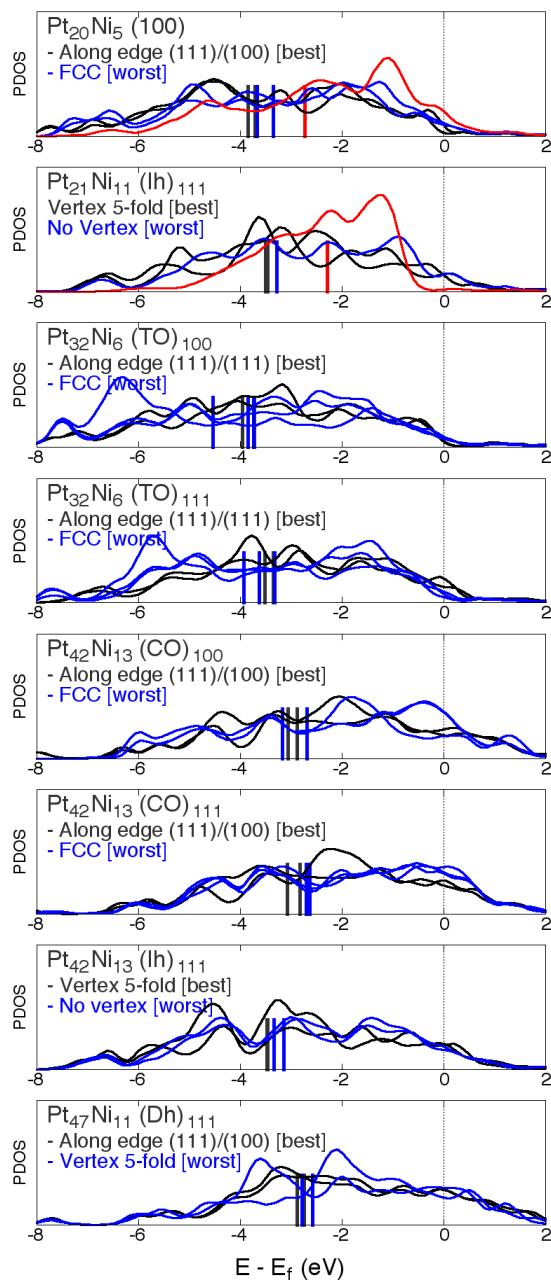 Pt20Ni5 (100)
- Along edge (111)/(100) [best]
- FCC [worst]
PDOS
-8 -6 -4 -2 0 2
Pt21Ni11 (Ih)111
Vertex 5-fold [best]
No Vertex [worst]
PDOS
-8 -6 -4 -2 0 2
Pt32Ni6 (TO)100
- Along edge (111)/(111) [best]
- FCC [worst]
PDOS
-8 -6 -4 -2 0 2
Pt32Ni6 (TO)111
- Along edge (111)/(111) [best]
- FCC [worst]
PDOS
-8 -6 -4 -2 0 2
Pt42Ni13 (CO)100
- Along edge (111)/(100) [best]
- FCC [worst]
PDOS
-8 -6 -4 -2 0 2
Pt42Ni13 (CO)111
- Along edge (111)/(100) [best]
- FCC [worst]
PDOS
-8 -6 -4 -2 0 2
Pt42Ni13 (Ih)111
- Vertex 5-fold [best]
- No vertex [worst]
PDOS
-8 -6 -4 -2 0 2
Pt47Ni11 (Dh)111
- Along edge (111)/(100) [best]
- Vertex 5-fold [worst]
PDOS
-8 -6 -4 -2 0 2
E - Ef (eV)